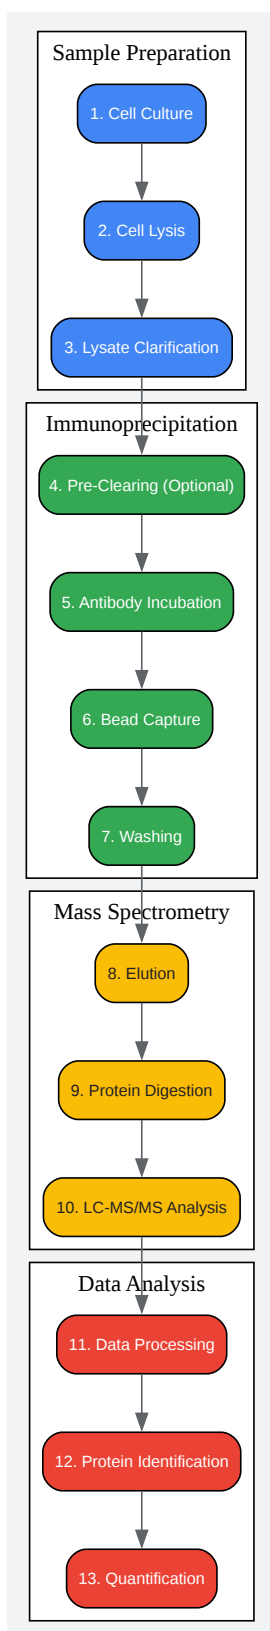 Sample Preparation
1. Cell Culture
2. Cell Lysis
3. Lysate Clarification
Immunoprecipitation
4. Pre-Clearing (Optional)
5. Antibody Incubation
6. Bead Capture
7. Washing
Mass Spectrometry
8. Elution
9. Protein Digestion
10. LC-MS/MS Analysis
Data Analysis
11. Data Processing
12. Protein Identification
13. Quantification